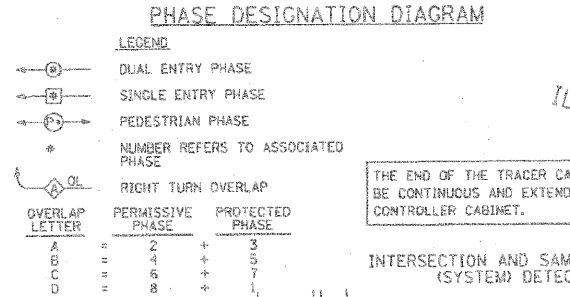 PHASE DESIGNATION DIAGRAM
LEGEND
DUAL ENTRY PHASE
SINGLE ENTRY PHASE
PEDESTRIAN PHASE
* NUMBER REFERS TO ASSOCIATED
PHASE
A OL RIGHT TURN OVERLAP
OVERLAP LETTER PERMISSIVE PHASE PROTECTED PHASE
A = 2 + 3
B = 4 + 5
C = 6 + 7
D = 8 + 1
IL
THE END OF THE TRACER CA
BE CONTINUOUS AND EXTEND
CONTROLLER CABINET.
INTERSECTION AND SAM
(SYSTEM) DETEC